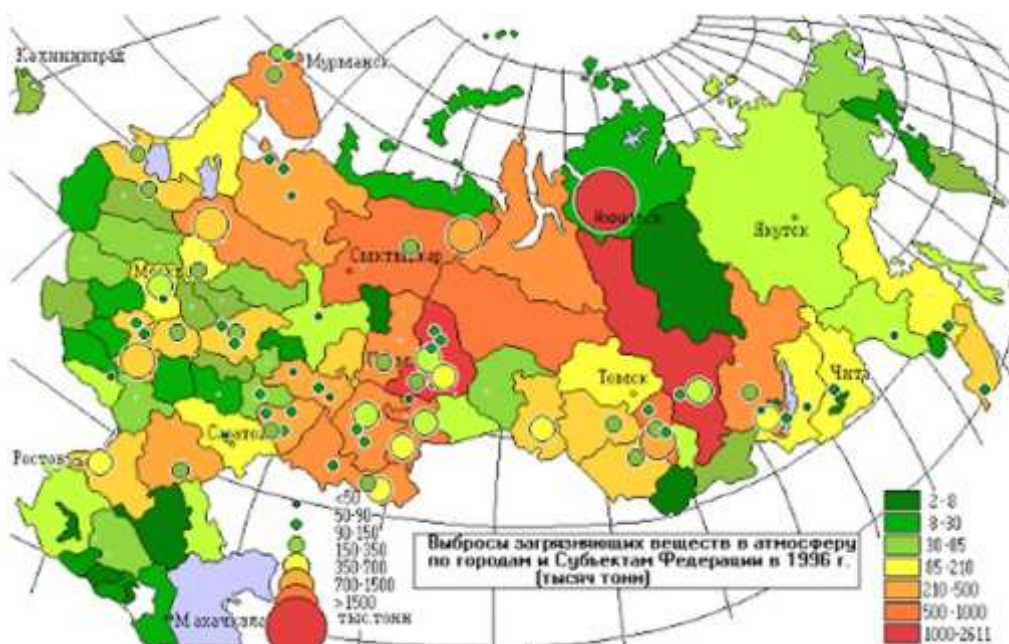 Калининград
Мурманск
Сыктывкар
Якутск
Москва
Томск
Чита
Саратов
Ростов
Махачкала
<50
50-90
90-150
150-350
350-700
700-1500
>1500
тыс.тонн
Выбросы загрязняющих веществ в атмосферу
по городам и Субъектам Федерации в 1996 г.
(тысяч тонн)
2-8
8-30
30-85
85-210
210-500
500-1000
1000-2611